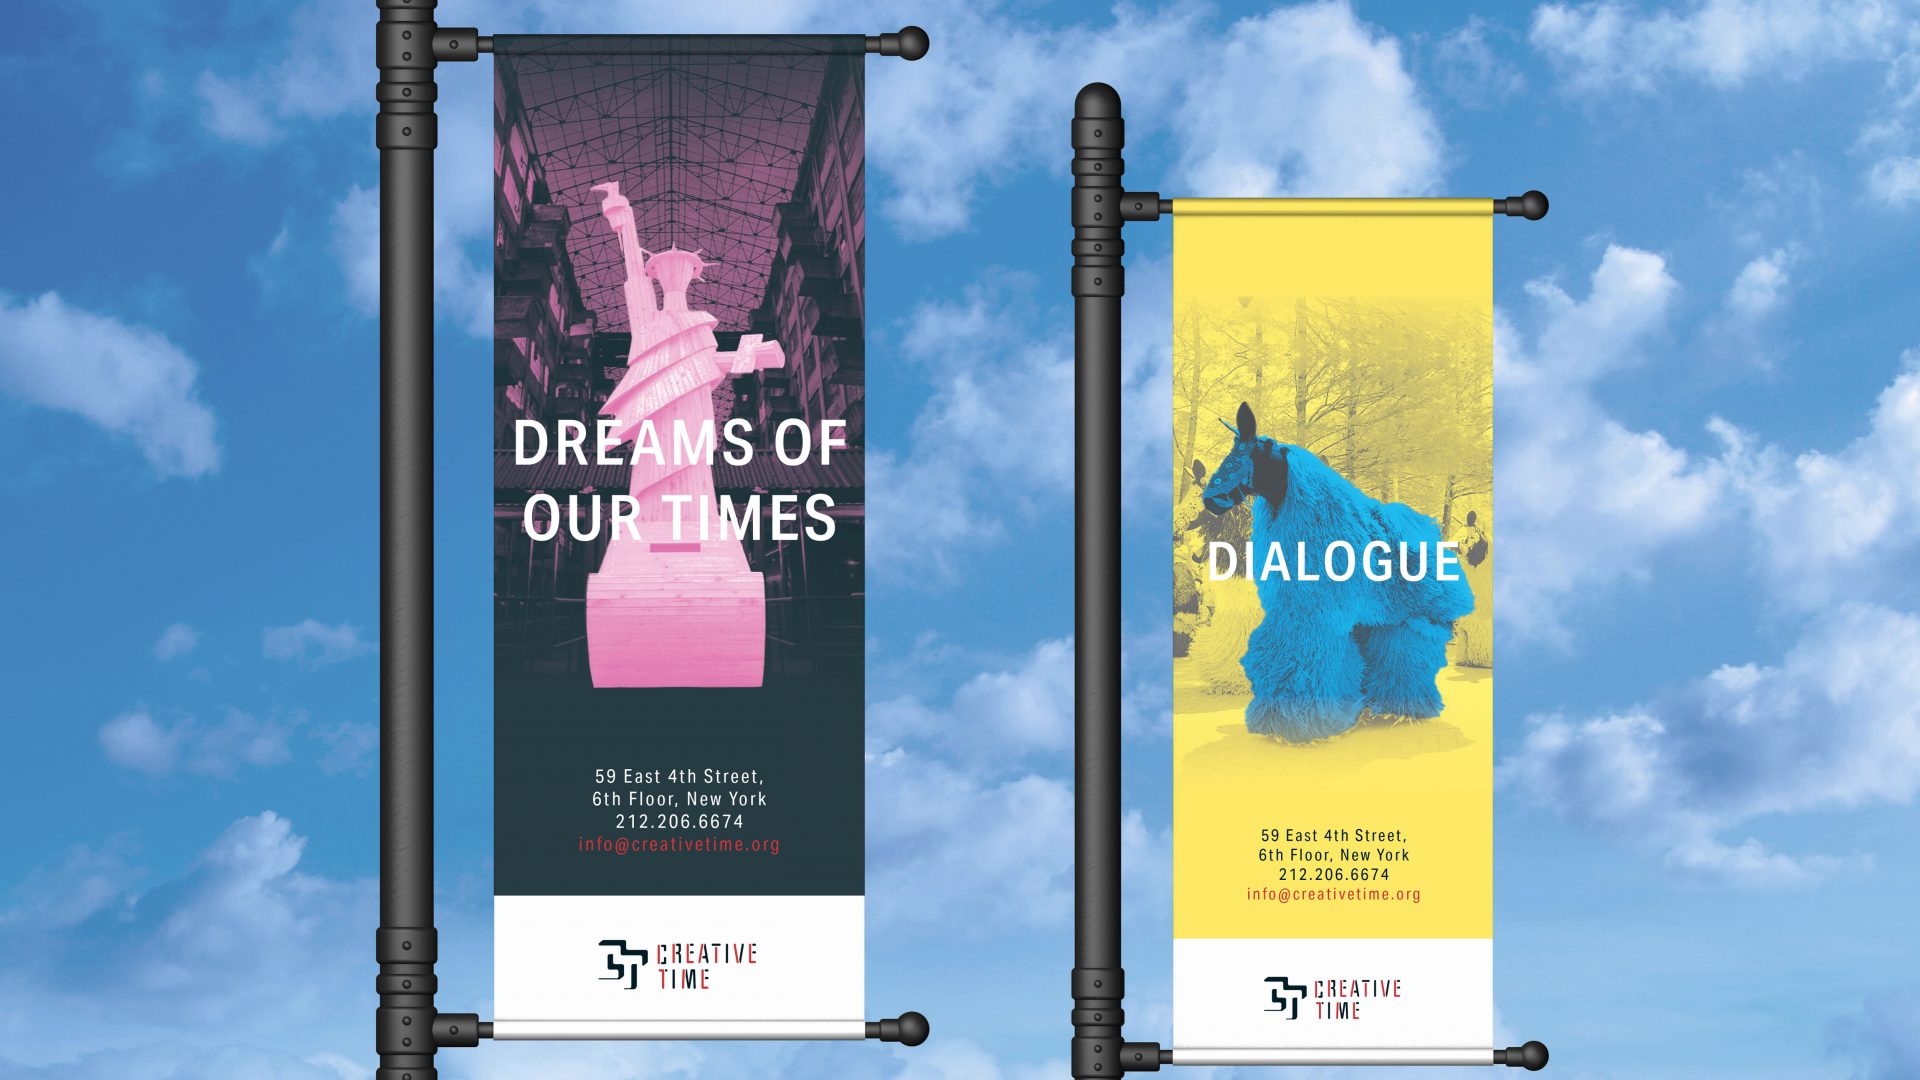 DREAMS OF
OUR TIMES
59 East 4th Street,
6th Floor, New York
212.206.6674
info@creativetime.org
CREATIVE
TIME
DIALOGUE
59 East 4th Street,
6th Floor, New York
212.206.6674
info@creativetime.org
CREATIVE
TIME